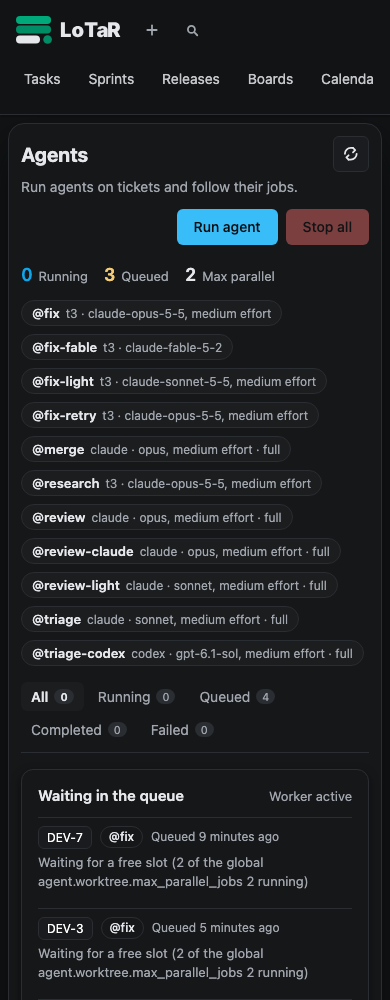 LoTaR
Tasks Sprints Releases Boards Calenda
Agents
Run agents on tickets and follow their jobs.
Run agent Stop all
0 Running 3 Queued 2 Max parallel
@fix t3 · claude-opus-5-5, medium effort
@fix-fable t3 · claude-fable-5-2
@fix-light t3 · claude-sonnet-5-5, medium effort
@fix-retry t3 · claude-opus-5-5, medium effort
@merge claude · opus, medium effort · full
@research t3 · claude-opus-5-5, medium effort
@review claude · opus, medium effort · full
@review-claude claude · opus, medium effort · full
@review-light claude · sonnet, medium effort · full
@triage claude · sonnet, medium effort · full
@triage-codex codex · gpt-6.1-sol, medium effort · full
All 0 Running 0 Queued 4
Completed 0 Failed 0
Waiting in the queue Worker active
DEV-7 @fix Queued 9 minutes ago
Waiting for a free slot (2 of the global
agent.worktree.max_parallel_jobs 2 running)
DEV-3 @fix Queued 5 minutes ago
Waiting for a free slot (2 of the global
agent.worktree.max_parallel_jobs 2 running)